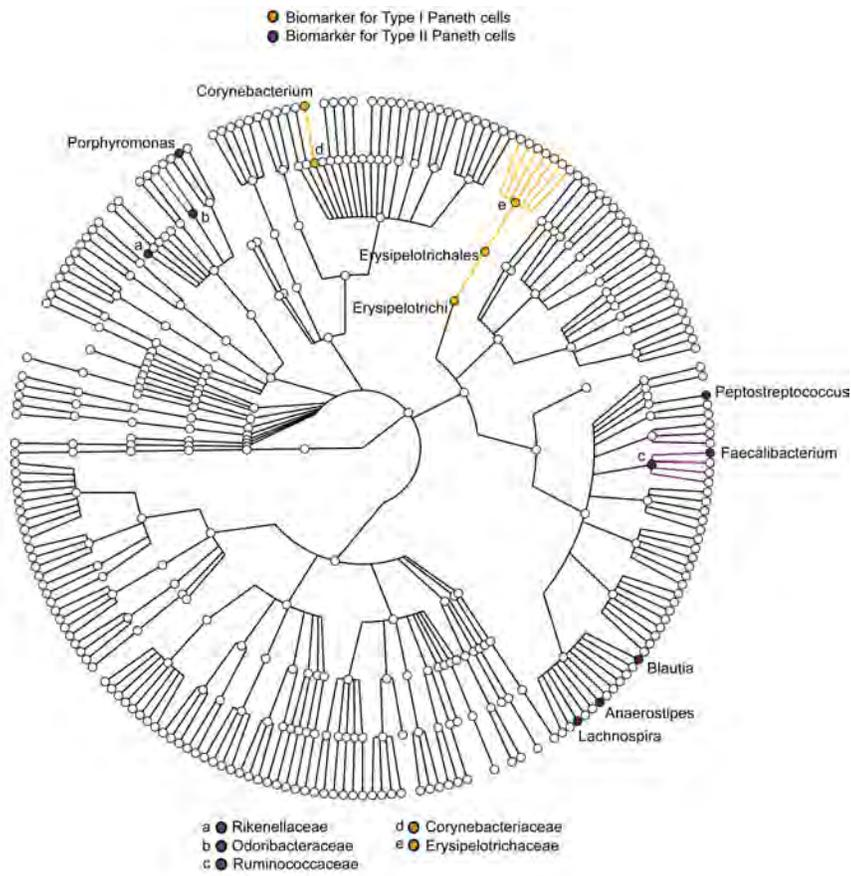 Biomarker for Type I Paneth cells
Biomarker for Type II Paneth cells
Corynebacterium
d
Porphyromonas
e
b
a
Erysipelotrichales
Erysipelotrichi
Peptostreptococcus
c
Faecalibacterium
Blautia
Anaerostipes
Lachnospira
a Rikenellaceae
b Odoribacteraceae
c Ruminococcaceae
d Corynebacteriaceae
e Erysipelotrichaceae